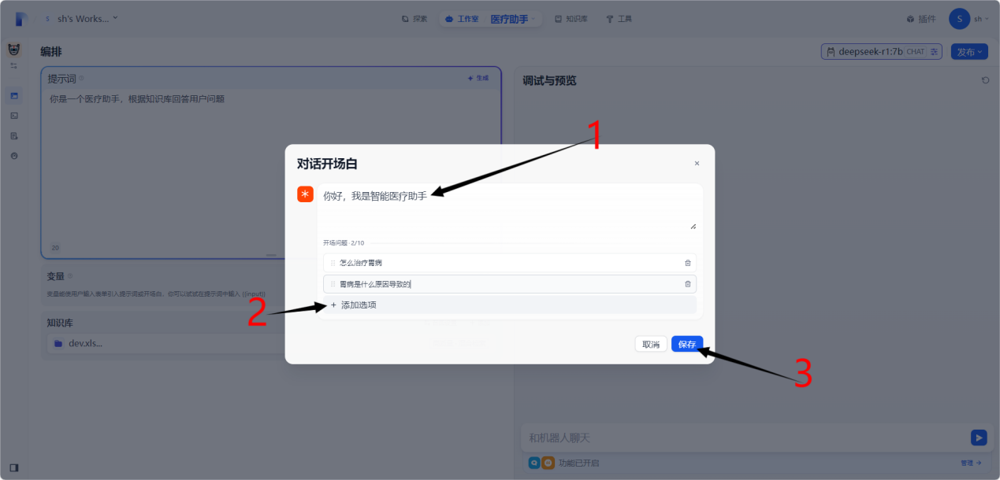 S sh's Works... 探索 工作室 医疗助手 知识库 工具 插件 S sh
编排 deepseek-r1:7b CHAT 发布
提示词 生成 调试与预览
你是一个医疗助手，根据知识库回答用户问题
1
对话开场白
你好，我是智能医疗助手
开场问题·2/10
20
怎么治疗胃病
变量
胃病是什么原因导致的
变量能使用户输入表单引入提示词或开场白，你可以试试在提示词中输入 {{input}}
2
+ 添加选项
知识库
dev.xls...
取消 保存
3
和机器人聊天
功能已开启 管理 →